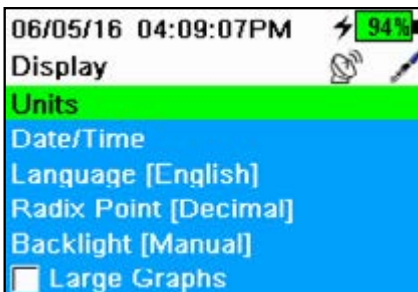 06/05/16 04:09:07PM 94%
Display
Units
Date/Time
Language [English]
Radix Point [Decimal]
Backlight [Manual]
Large Graphs